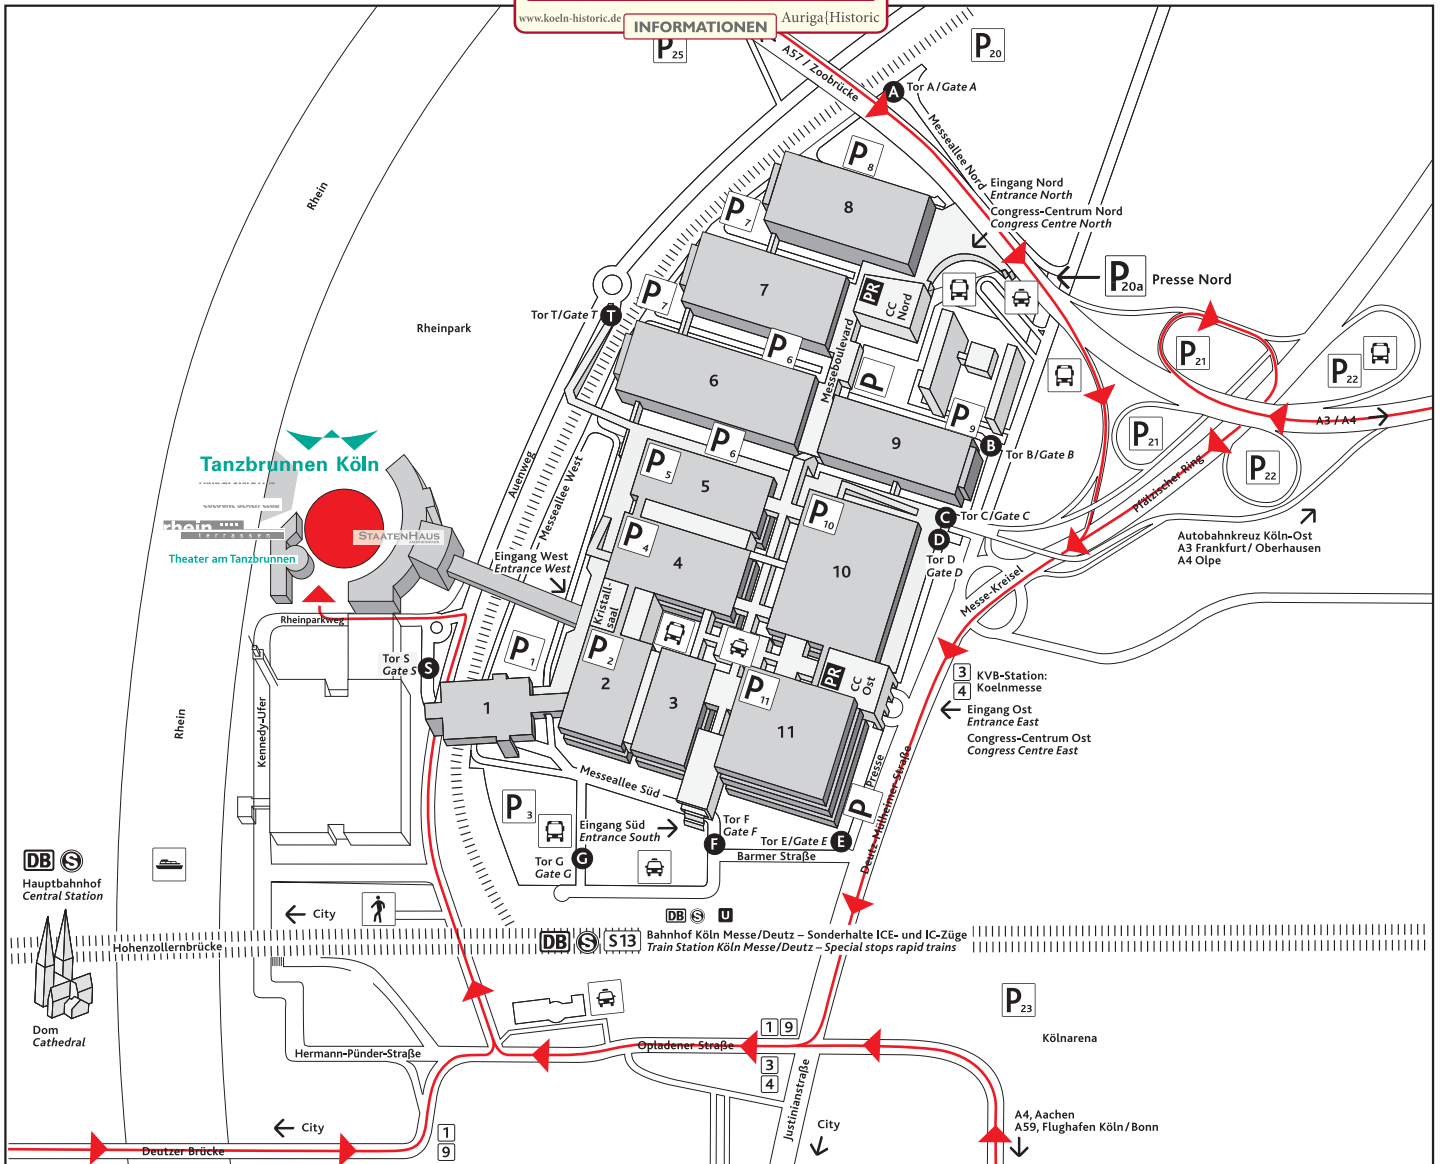 www.koeln-historic.de
Auriga{Historic
INFORMATIONEN
P25
P20
A57 / Zoobrücke
A
Tor A/Gate A
Messeallee Nord
Rhein
P8
8
P7
Eingang Nord
Entrance North
Congress-Centrum Nord
Congress Centre North
P20a
Presse Nord
7
P7
PR
CC
Nord
Tor T/Gate T
T
Rheinpark
P6
Messeboulevard
P
6
P21
P22
P9
9
B
Tor B/Gate B
P21
A3 / A4
P22
Pfälzischer Ring
Tanzbrunnen Köln
rhein
terrassen
STAATENHAUS
Theater am Tanzbrunnen
Auenweg
Messeallee West
P6
P5
5
P10
10
C
Tor C/Gate C
D
Tor D
Gate D
Autobahnkreuz Köln-Ost
A3 Frankfurt/ Oberhausen
A4 Olpe
Eingang West
Entrance West
P4
4
Kristall-
saal
Messe-Kreisel
Rheinparkweg
Tor S
Gate S
S
P1
1
P2
2
3
P11
11
PR
CC
Ost
3
4
KVB-Station:
Koelnmesse
Eingang Ost
Entrance East
Congress-Centrum Ost
Congress Centre East
Rhein
Kennedy-Ufer
Messeallee Süd
Presse
P
Deutz-Mülheimer Straße
P3
Eingang Süd
Entrance South
Tor F
Gate F
F
Tor E/Gate E
E
Barmer Straße
Tor G
Gate G
G
DB S
Hauptbahnhof
Central Station
City
DB S U
Hohenzollernbrücke
DB S S13
Bahnhof Köln Messe/Deutz – Sonderhalte ICE- und IC-Züge
Train Station Köln Messe/Deutz – Special stops rapid trains
Dom
Cathedral
P23
Kölnarena
Hermann-Pünder-Straße
Opladener Straße
1 9
3
4
Justinianstraße
City
City
A4, Aachen
A59, Flughafen Köln/Bonn
Deutzer Brücke
1
9